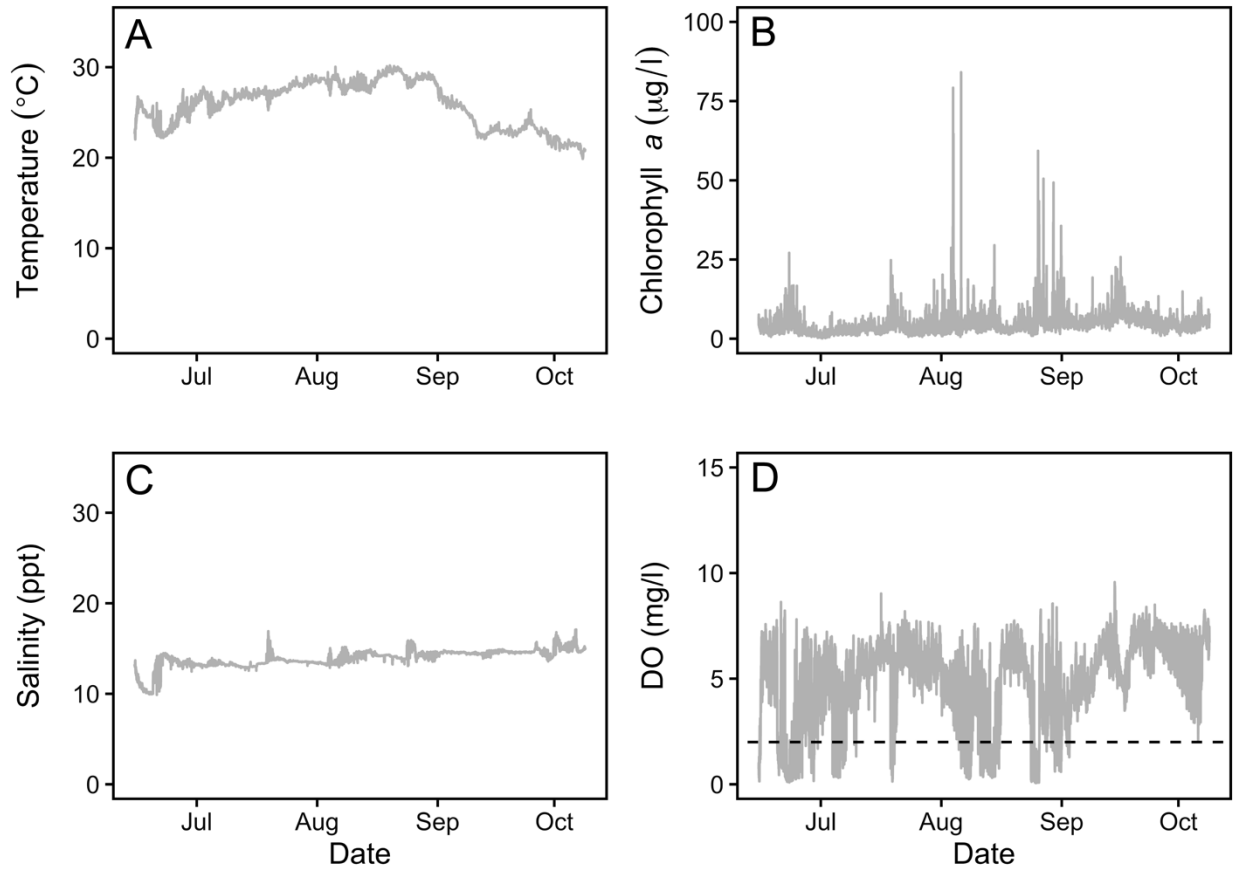 A
Temperature (°C)
30
20
10
0
Jul Aug Sep Oct
B
Chlorophyll a (μg/l)
100
75
50
25
0
Jul Aug Sep Oct
C
Salinity (ppt)
30
20
10
0
Jul Aug Sep Oct
Date
D
DO (mg/l)
15
10
5
0
Jul Aug Sep Oct
Date